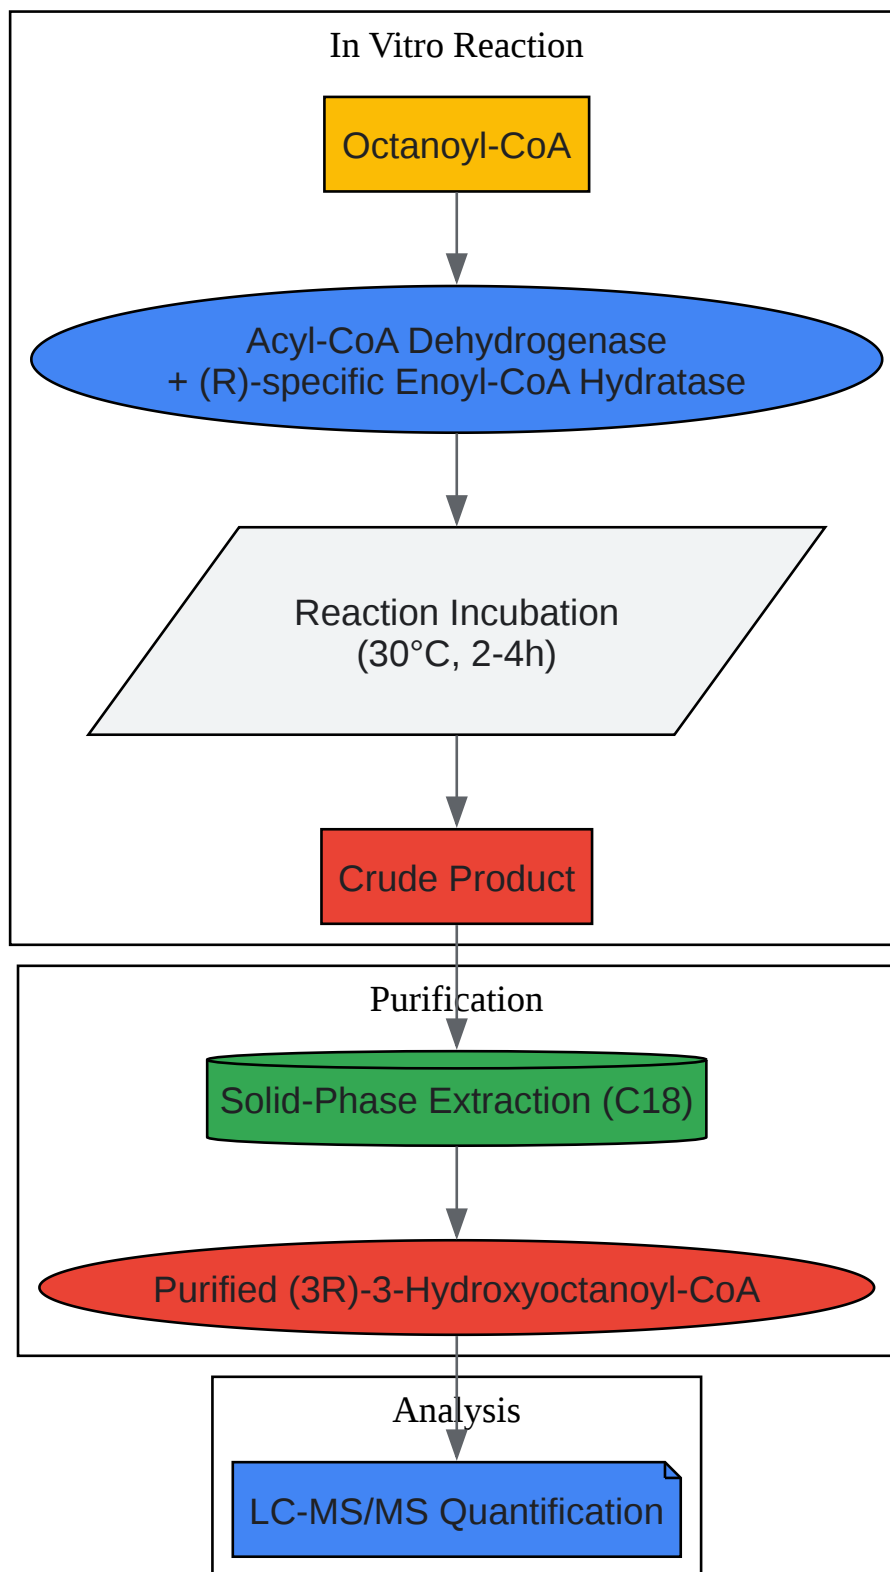 In Vitro Reaction
Octanoyl-CoA
Acyl-CoA Dehydrogenase
+ (R)-specific Enoyl-CoA Hydratase
Reaction Incubation
(30°C, 2-4h)
Crude Product
Purification
Solid-Phase Extraction (C18)
Purified (3R)-3-Hydroxyoctanoyl-CoA
Analysis
LC-MS/MS Quantification